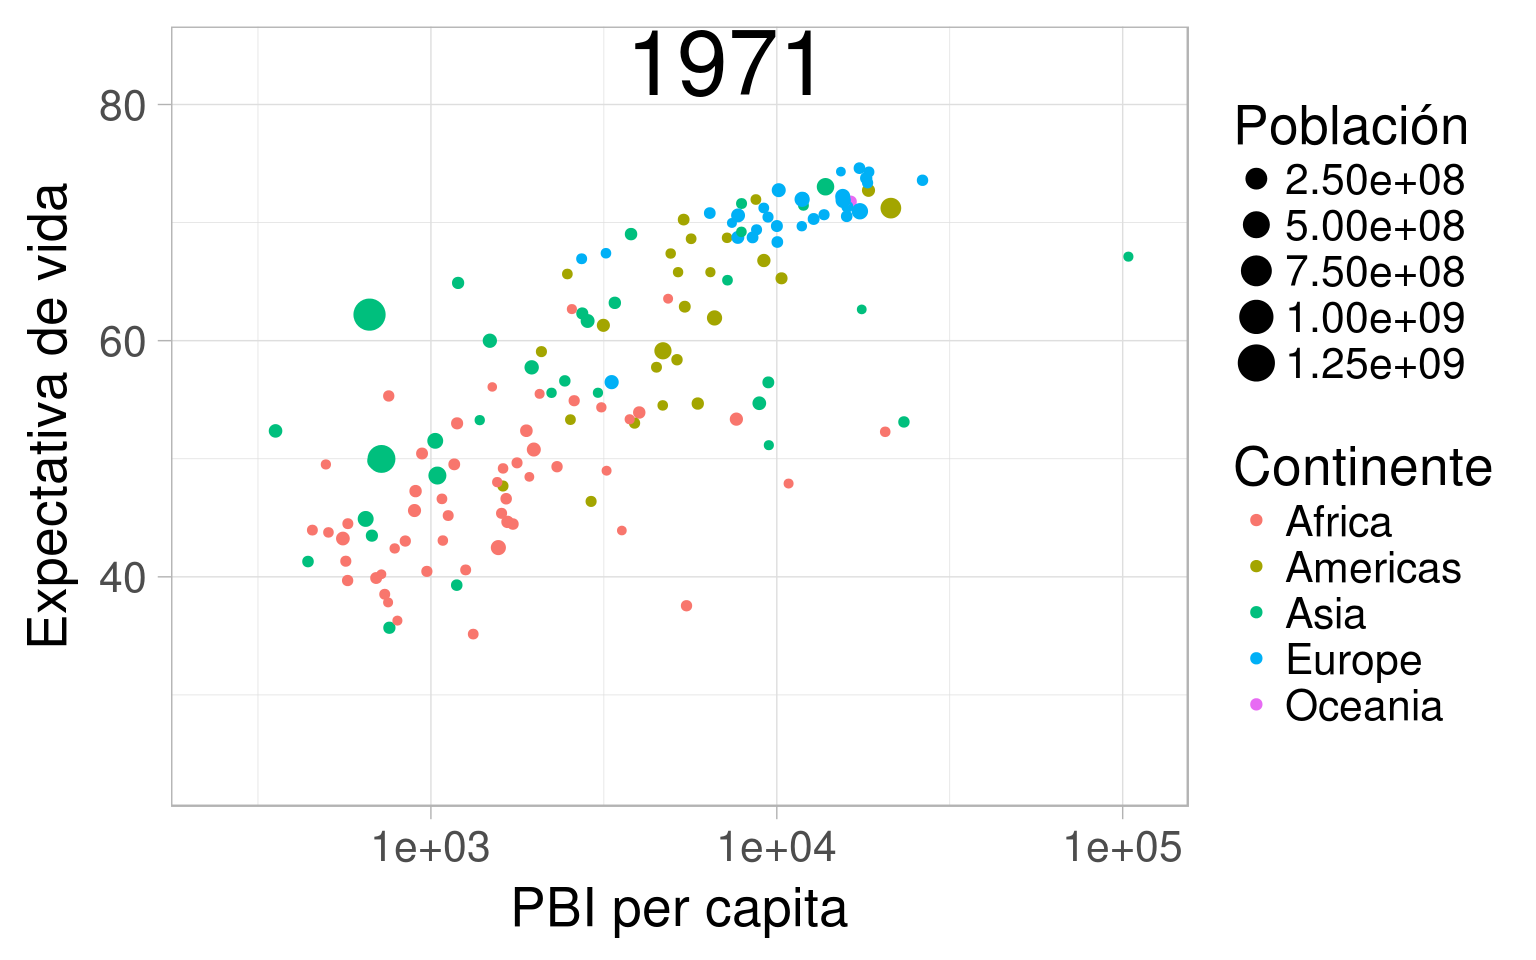 1971
Expectativa de vida
80
60
40
1e+03
1e+04
1e+05
PBI per capita
Población
2.50e+08
5.00e+08
7.50e+08
1.00e+09
1.25e+09
Continente
Africa
Americas
Asia
Europe
Oceania